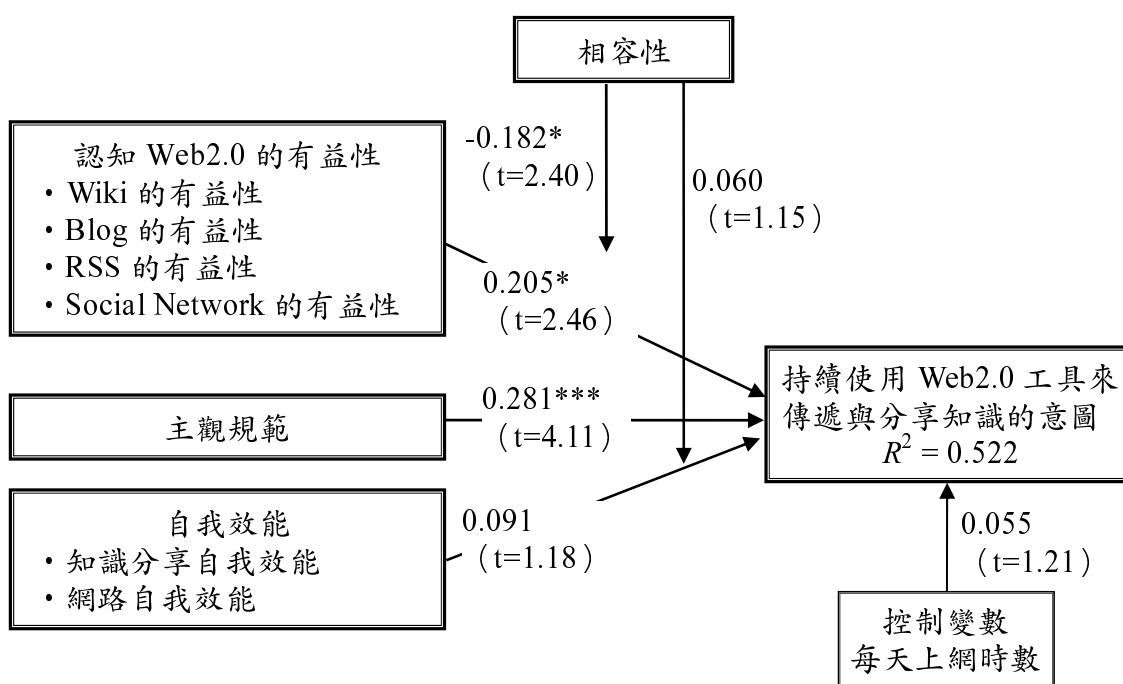 相容性
-0.182*
（t=2.40）
0.060
（t=1.15）
認知 Web2.0 的有益性
・Wiki 的有益性
・Blog 的有益性
・RSS 的有益性
・Social Network 的有益性
0.205*
（t=2.46）
主觀規範
0.281***
（t=4.11）
持續使用 Web2.0 工具來
傳遞與分享知識的意圖
R² = 0.522
自我效能
・知識分享自我效能
・網路自我效能
0.091
（t=1.18）
0.055
（t=1.21）
控制變數
每天上網時數